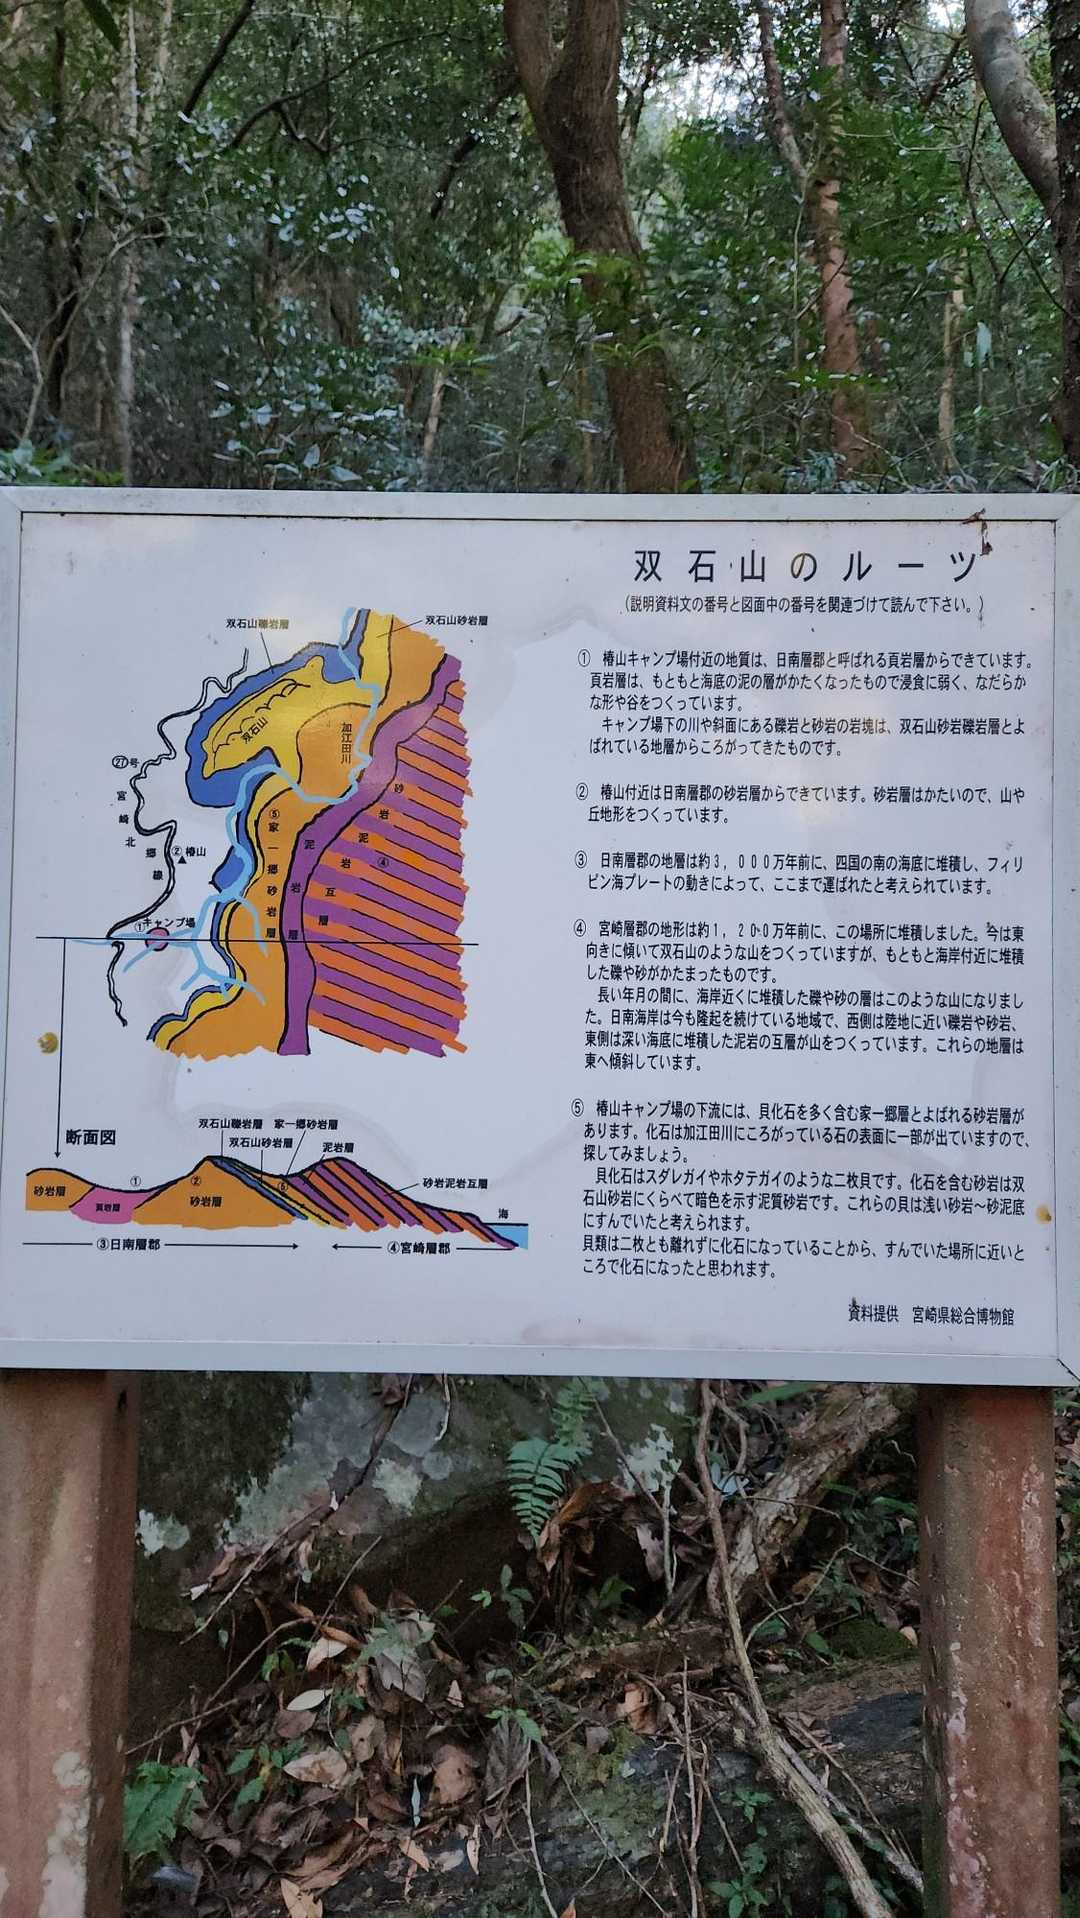 双石山のルーツ
(説明資料文の番号と図面中の番号を関連づけて読んで下さい。)
① 椿山キャンプ場付近の地質は、日南層郡と呼ばれる頁岩層からできています。
頁岩層は、もともと海底の泥の層がかたくなったもので浸食に弱く、なだらか
な形や谷をつくっています。
キャンプ場下の川や斜面にある礫岩と砂岩の岩塊は、双石山砂岩礫岩層とよ
ばれている地層からころがってきたものです。
② 椿山付近は日南層郡の砂岩層からできています。砂岩層はかたいので、山や
丘地形をつくっています。
③ 日南層郡の地層は約3,000万年前に、四国の南の海底に堆積し、フィリ
ピン海プレートの動きによって、ここまで運ばれたと考えられています。
④ 宮崎層郡の地形は約1,200万年前に、この場所に堆積しました。今は東
向きに傾いて双石山のような山をつくっていますが、もともと海岸付近に堆積
した礫や砂がかたまったものです。
長い年月の間に、海岸近くに堆積した礫や砂の層はこのような山になりまし
た。日南海岸は今も隆起を続けている地域で、西側は陸地に近い礫岩や砂岩、
東側は深い海底に堆積した泥岩の互層が山をつくっています。これらの地層は
東へ傾斜しています。
⑤ 椿山キャンプ場の下流には、貝化石を多く含む家一郷層とよばれる砂岩層が
あります。化石は加江田川にころがっている石の表面に一部が出ていますので、
探してみましょう。
貝化石はスダレガイやホタテガイのような二枚貝です。化石を含む砂岩は双
石山砂岩にくらべて暗色を示す泥質砂岩です。これらの貝は浅い砂岩〜砂泥底
にすんでいたと考えられます。
貝類は二枚とも離れずに化石になっていることから、すんでいた場所に近いと
ころで化石になったと思われます。
資料提供 宮崎県総合博物館
双石山礫岩層
双石山砂岩層
双石山
加江田川
㉗号
宮崎北郷線
②椿山
①キャンプ場
⑤家一郷砂岩層
泥岩層
砂岩泥岩互層
④
断面図
双石山礫岩層
家一郷砂岩層
双石山砂岩層
泥岩層
砂岩泥岩互層
海
砂岩層
①
頁岩層
②
砂岩層
⑤
③日南層郡
④宮崎層郡